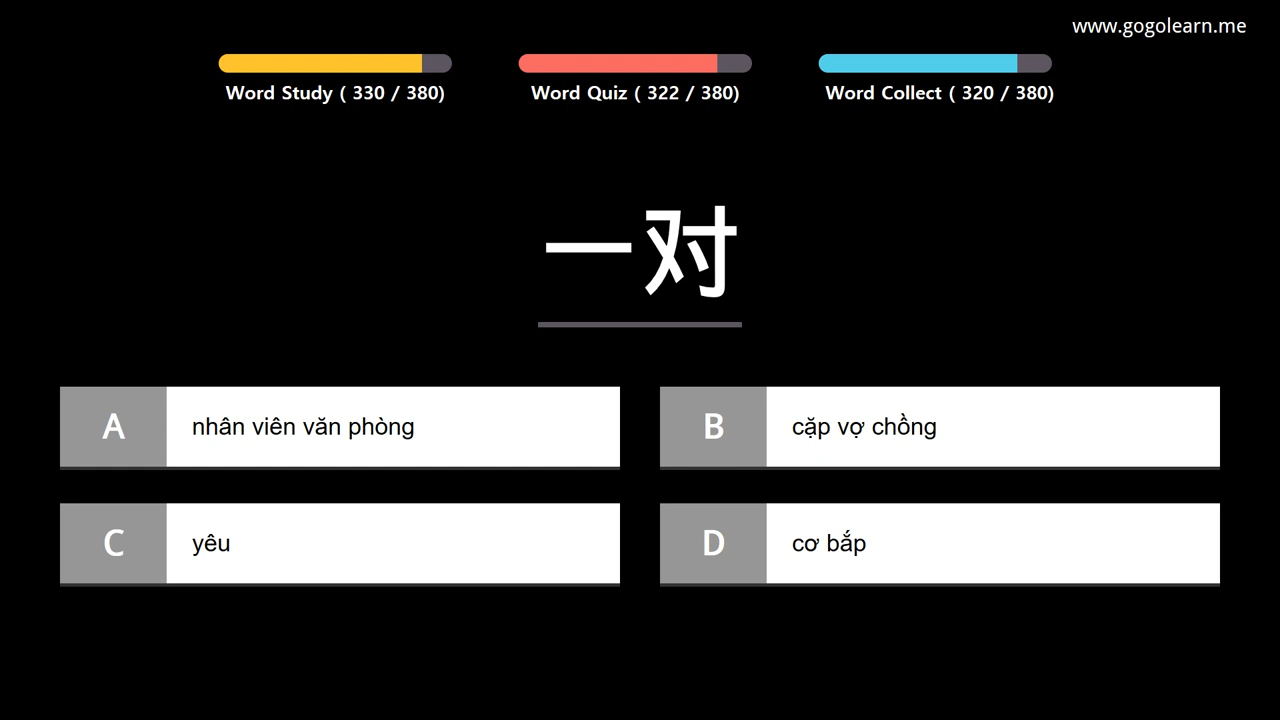 www.gogolearn.me
Word Study ( 330 / 380)
Word Quiz ( 322 / 380)
Word Collect ( 320 / 380)
一对
A nhân viên văn phòng
B cặp vợ chồng
C yêu
D cơ bắp